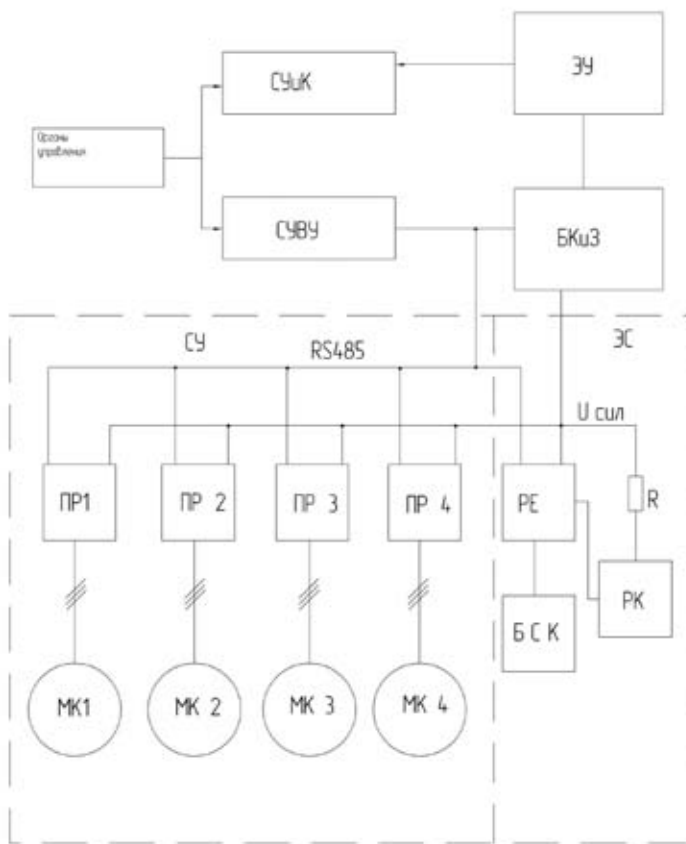 СУиК
ЭУ
Органы
управления
СУВУ
БКиЗ
СУ
RS485
ЭС
U сил
ПР1
ПР 2
ПР 3
ПР 4
РЕ
R
РК
Б С К
МК1
МК 2
МК 3
МК 4